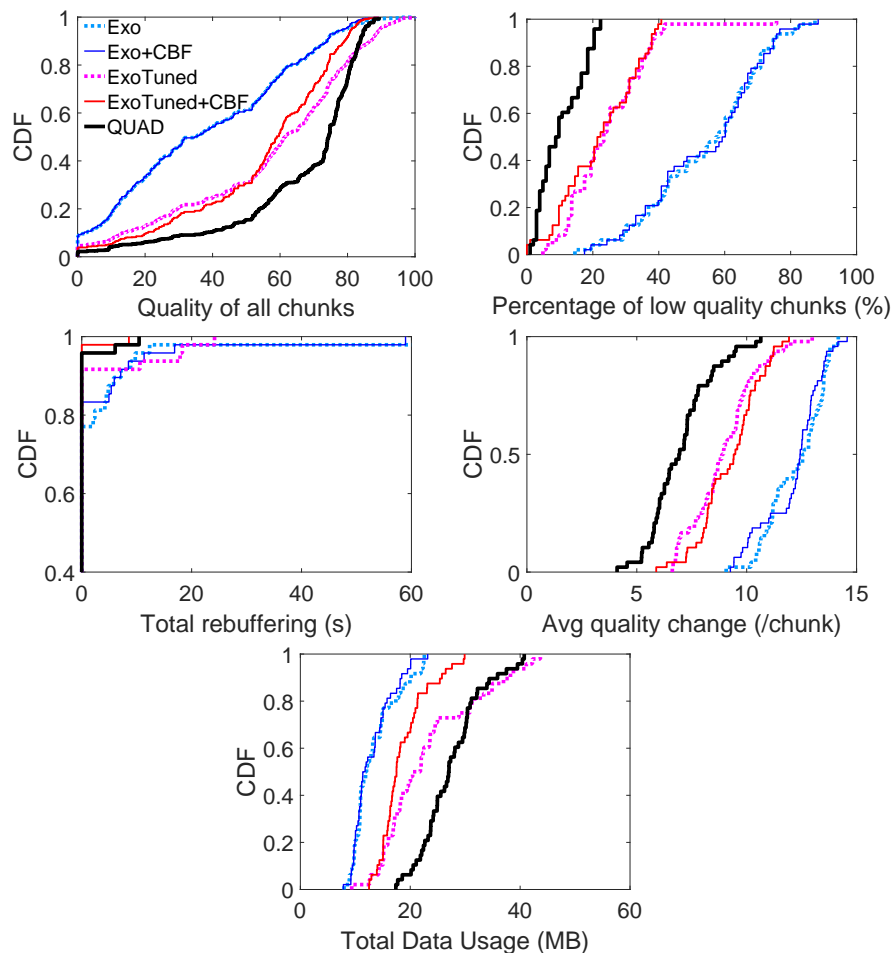 1
0.8
0.6
0.4
0.2
0
CDF
Exo
Exo+CBF
ExoTuned
ExoTuned+CBF
QUAD
0 20 40 60 80 100
Quality of all chunks
1
0.8
0.6
0.4
0.2
0
CDF
0 20 40 60 80 100
Percentage of low quality chunks (%)
1
0.8
0.6
0.4
CDF
0 20 40 60
Total rebuffering (s)
1
0.5
0
CDF
0 5 10 15
Avg quality change (/chunk)
1
0.8
0.6
0.4
0.2
0
CDF
0 20 40 60
Total Data Usage (MB)